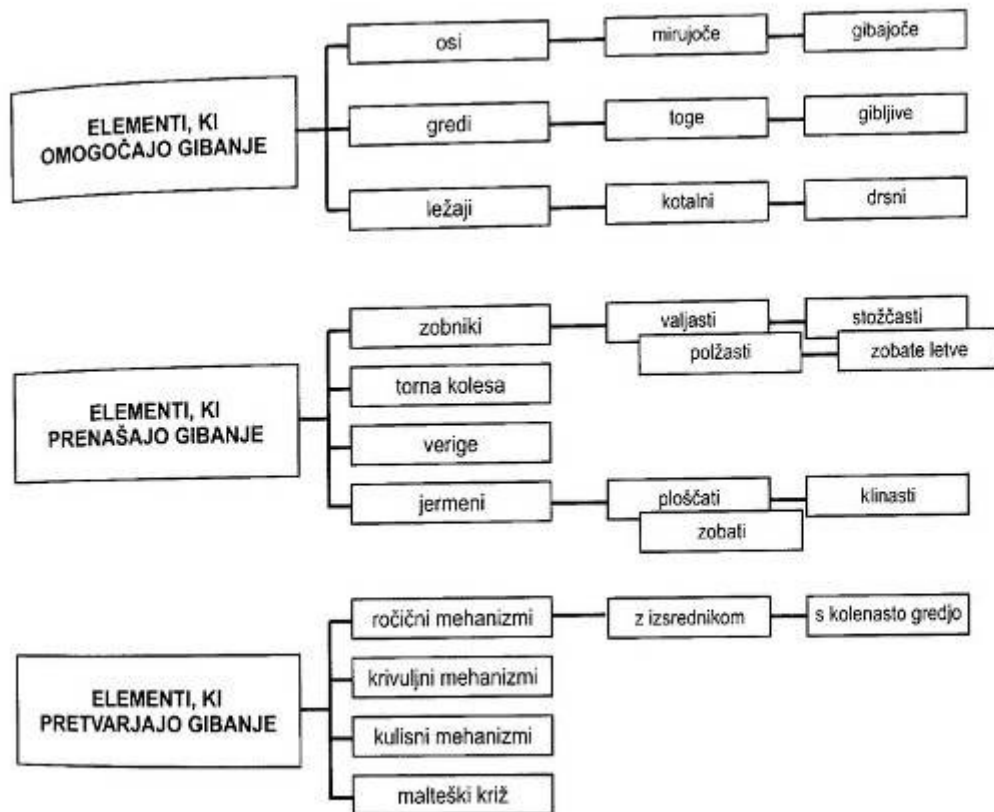 ELEMENTI, KI
OMOGOČAJO GIBANJE
osi
mirujoče
gibajoče
gredi
toge
gibljive
ležaji
kotalni
drsni
ELEMENTI, KI
PRENAŠAJO GIBANJE
zobniki
valjasti
stožčasti
polžasti
zobate letve
torna kolesa
verige
jermeni
ploščati
klinasti
zobati
ELEMENTI, KI
PRETVARJAJO GIBANJE
ročični mehanizmi
z izsrednikom
s kolenasto gredjo
krivuljni mehanizmi
kulisni mehanizmi
malteški križ